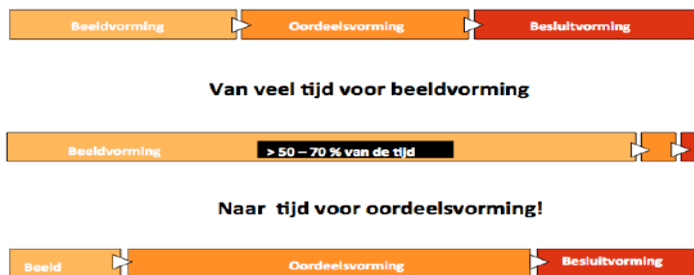 Beeldvorming Oordeelsvorming Besluitvorming
Van veel tijd voor beeldvorming
Beeldvorming > 50 – 70 % van de tijd
Naar tijd voor oordeelsvorming!
Beeld Oordeelsvorming Besluitvorming